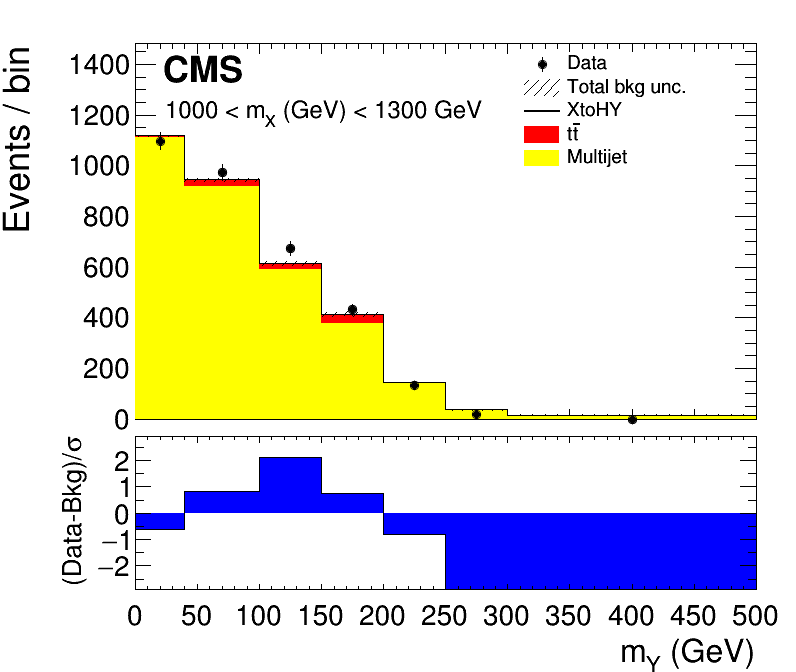 Events / bin
1400
1200
1000
800
600
400
200
0
CMS
1000 < m_X (GeV) < 1300 GeV
Data
Total bkg unc.
XtoHY
tt̄
Multijet
(Data-Bkg)/σ
2
1
0
−1
−2
0 50 100 150 200 250 300 350 400 450 500
m_Y (GeV)